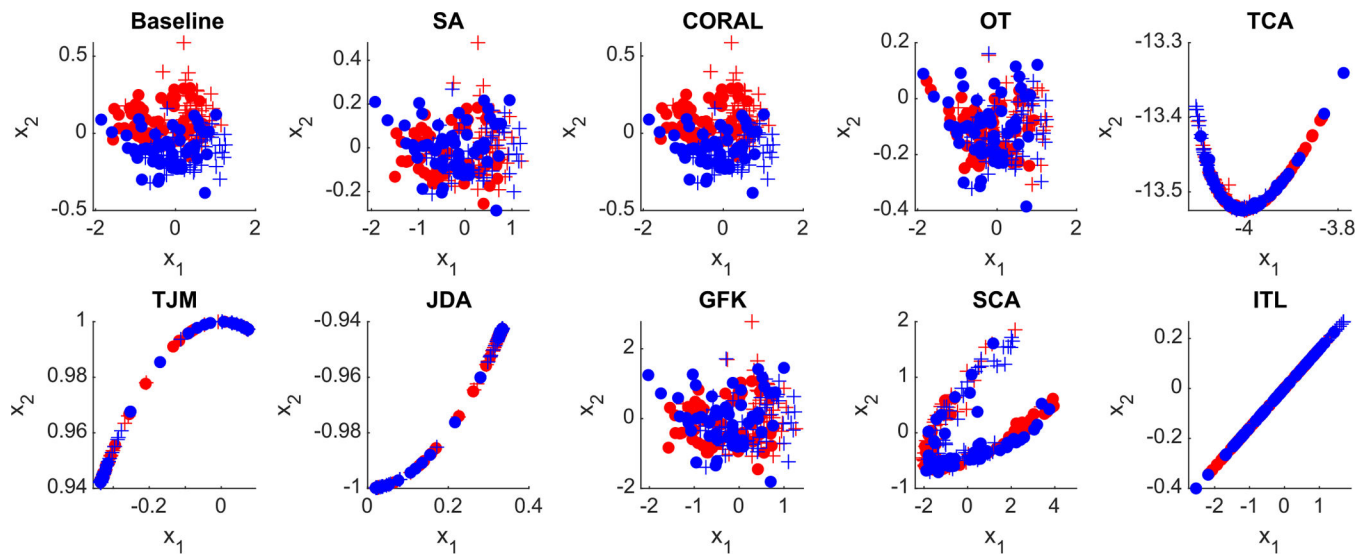 Baseline
0.5
0
-0.5
-2 0 2
x2
x1
SA
0.4
0.2
0
-0.2
-2 -1 0 1
x2
x1
CORAL
0.5
0
-0.5
-2 0 2
x2
x1
OT
0.2
0
-0.2
-0.4
-2 0 2
x2
x1
TCA
-13.3
-13.4
-13.5
-4 -3.8
x2
x1
TJM
1
0.98
0.96
0.94
-0.2 0
x2
x1
JDA
-0.94
-0.96
-0.98
-1
0 0.2 0.4
x2
x1
GFK
2
0
-2
-2 -1 0 1
x2
x1
SCA
2
1
0
-1
-2 0 2 4
x2
x1
ITL
0.2
0
-0.2
-0.4
-2 -1 0 1
x2
x1